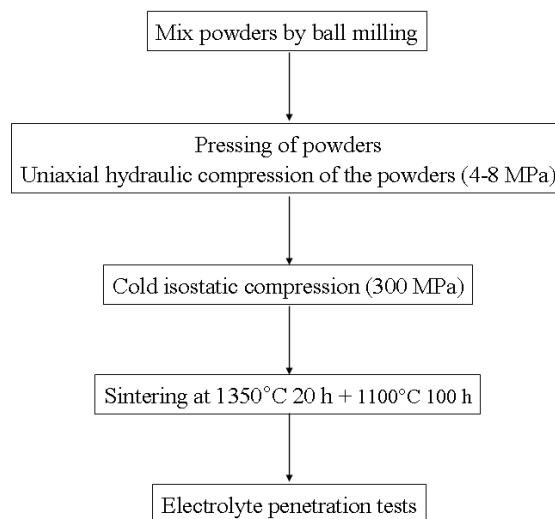 Mix powders by ball milling
Pressing of powders
Uniaxial hydraulic compression of the powders (4-8 MPa)
Cold isostatic compression (300 MPa)
Sintering at 1350°C 20 h + 1100°C 100 h
Electrolyte penetration tests